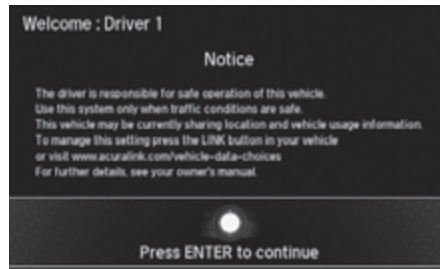 Welcome : Driver 1
Notice
The driver is responsible for safe operation of this vehicle.
Use this system only when traffic conditions are safe.
This vehicle may be currently sharing location and vehicle usage information.
To manage this setting press the LINK button in your vehicle
or visit www.acuralink.com/vehicle-data-choices
For further details, see your owner's manual.
Press ENTER to continue